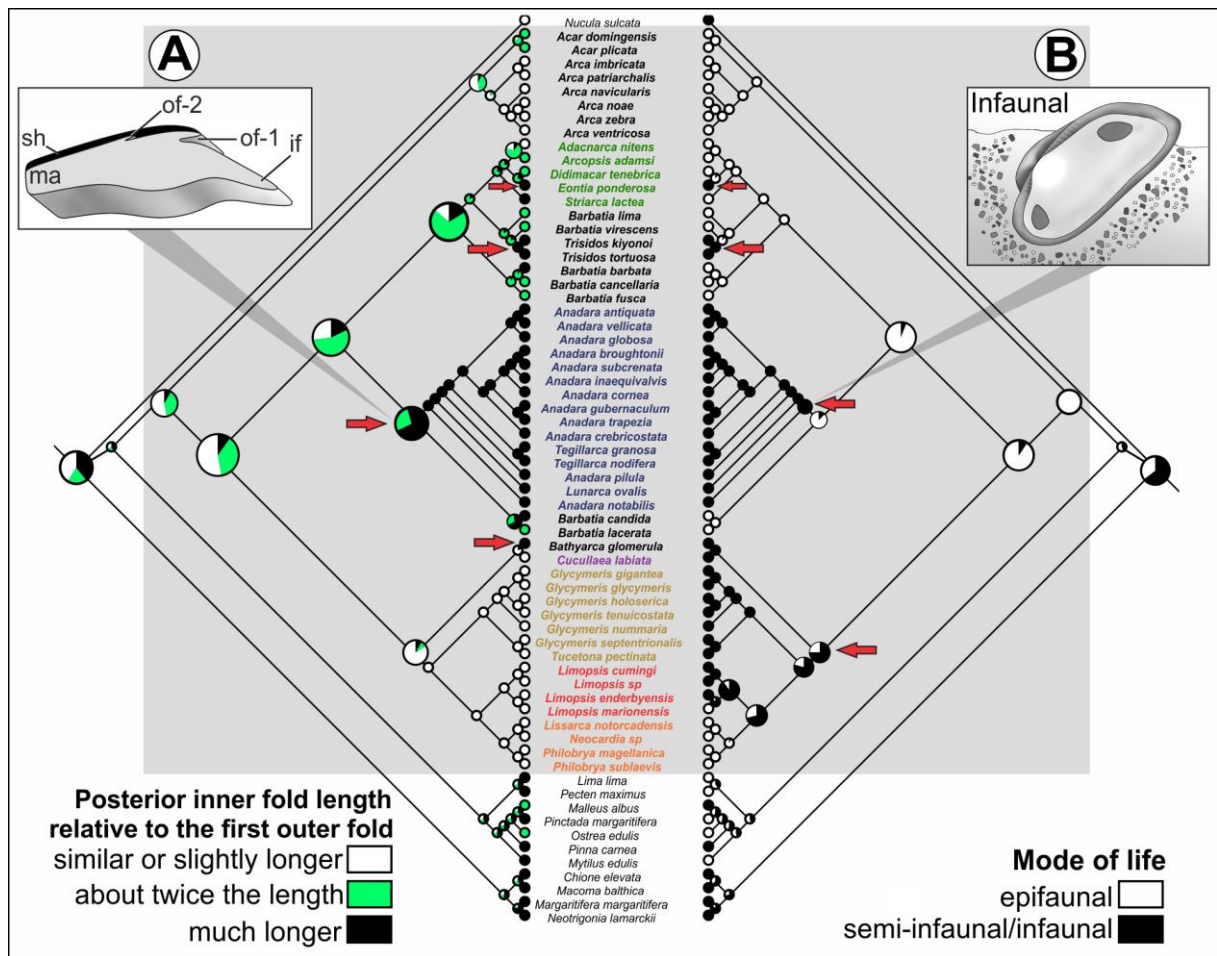 A
B
sh
ma
of-2
of-1
if
Infaunal
Nucula sulcata
Acar domingensis
Acar plicata
Arca imbricata
Arca patriarchalis
Arca navicularis
Arca noae
Arca zebra
Arca ventricosa
Adacnarca nitens
Arcopsis adamsi
Didimacar tenebrica
Eontia ponderosa
Striarca lactea
Barbatia lima
Barbatia virescens
Trisidos kiyonoi
Trisidos tortuosa
Barbatia barbata
Barbatia cancellaria
Barbatia fusca
Anadara antiquata
Anadara vellicata
Anadara globosa
Anadara broughtonii
Anadara subcrenata
Anadara inaequivalvis
Anadara cornea
Anadara gubernaculum
Anadara trapezia
Anadara crebricostata
Tegillarca granosa
Tegillarca nodifera
Anadara pilula
Lunarca ovalis
Anadara notabilis
Barbatia candida
Barbatia lacerata
Bathyarca glomerula
Cucullaea labiata
Glycymeris gigantea
Glycymeris glycymeris
Glycymeris holoserica
Glycymeris tenuicostata
Glycymeris nummaria
Glycymeris septentrionalis
Tucetona pectinata
Limopsis cumingi
Limopsis sp
Limopsis enderbyensis
Limopsis marionensis
Lissarca notorcadensis
Neocardia sp
Philobrya magellanica
Philobrya sublaevis
Lima lima
Pecten maximus
Malleus albus
Pinctada margaritifera
Ostrea edulis
Pinna carnea
Mytilus edulis
Chione elevata
Macoma balthica
Margaritifera margaritifera
Neotrigonia lamarckii
Posterior inner fold length
relative to the first outer fold
similar or slightly longer
about twice the length
much longer
Mode of life
epifaunal
semi-infaunal/infaunal